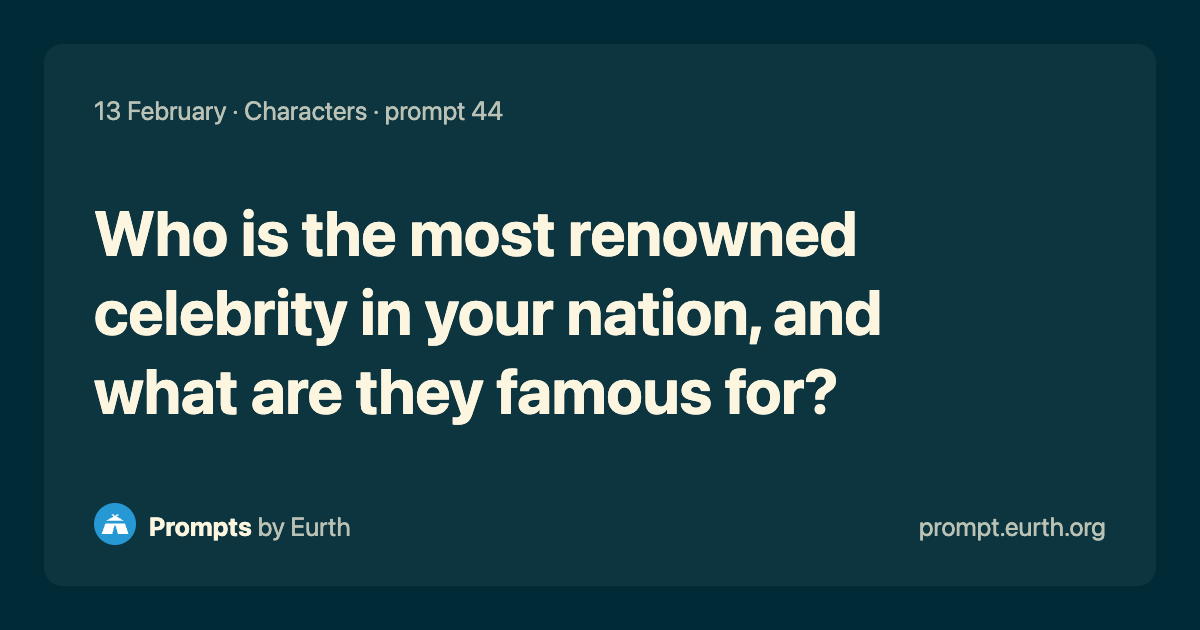 13 February · Characters · prompt 44
Who is the most renowned
celebrity in your nation, and
what are they famous for?
Prompts by Eurth
prompt.eurth.org